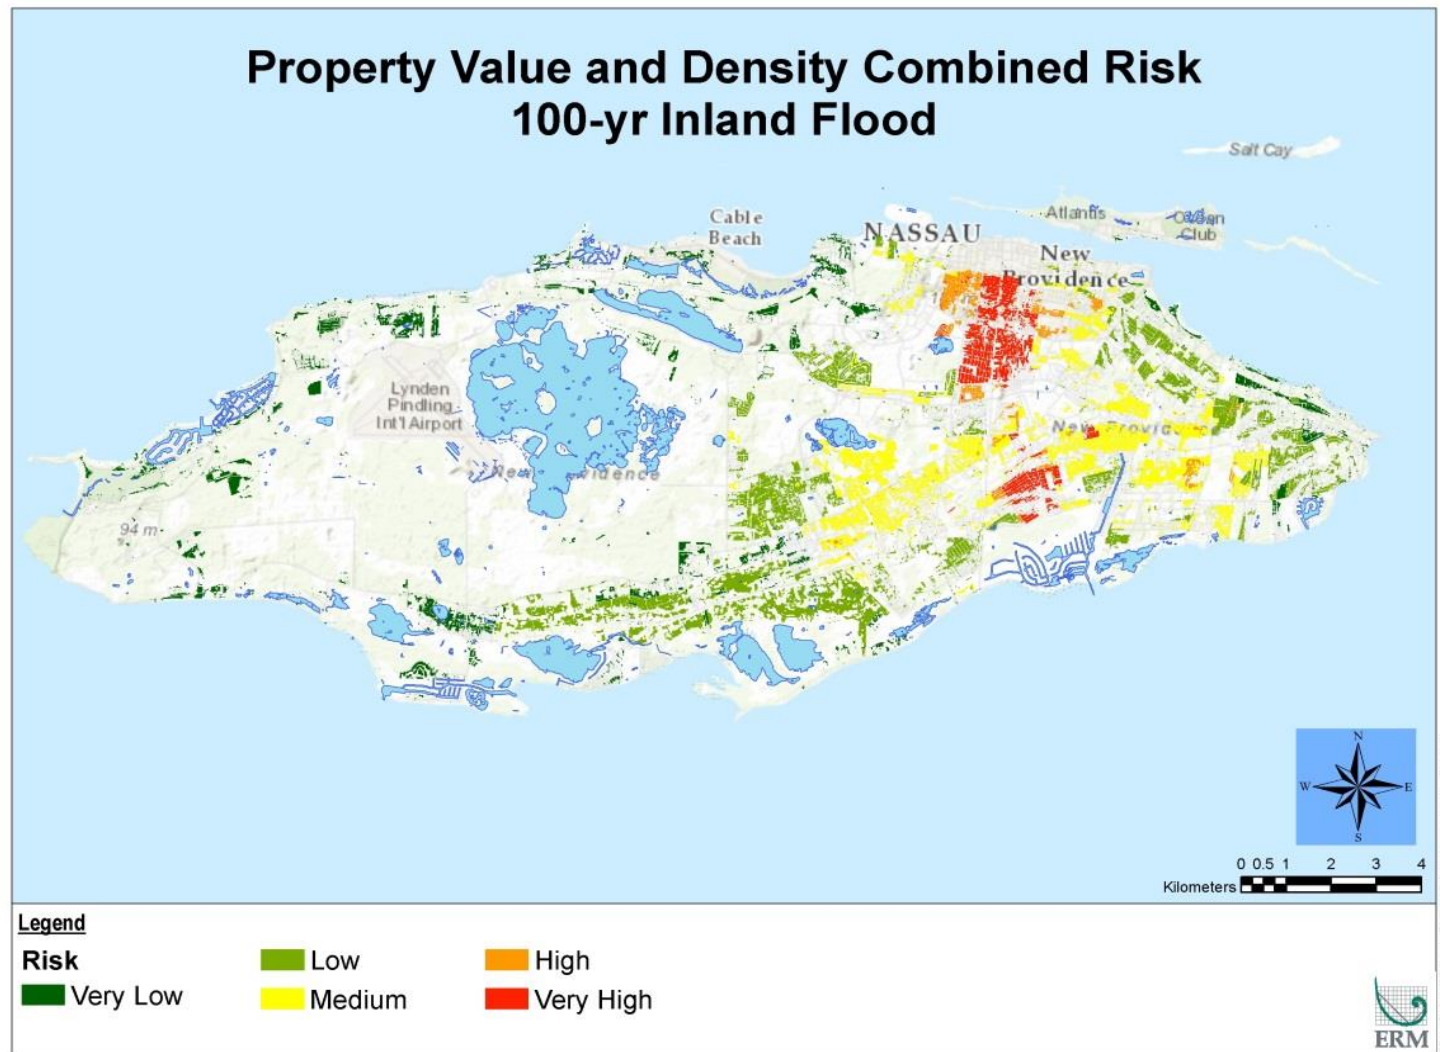 Property Value and Density Combined Risk
100-yr Inland Flood
Salt Cay
Cable
Beach
NASSAU
Atlantis
Club
New
Providence
Lynden
Pindling
Int'l Airport
94 m
N
W
E
S
0 0.5 1 2 3 4
Kilometers
Legend
Risk
Very Low
Low
Medium
High
Very High
ERM